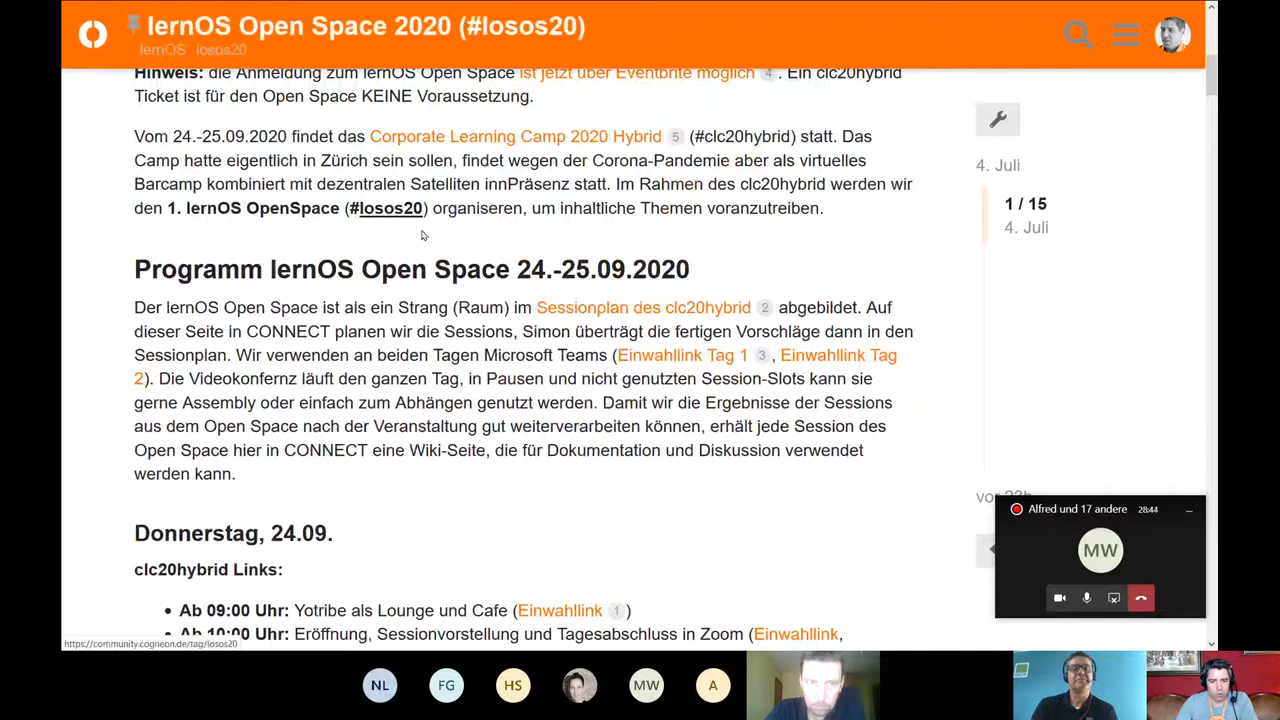 lernOS Open Space 2020 (#losos20)
lernOS losos20
Hinweis: die Anmeldung zum lernOS Open Space ist jetzt über Eventbrite möglich 4 . Ein clc20hybrid
Ticket ist für den Open Space KEINE Voraussetzung.
Vom 24.-25.09.2020 findet das Corporate Learning Camp 2020 Hybrid 5 (#clc20hybrid) statt. Das
Camp hatte eigentlich in Zürich sein sollen, findet wegen der Corona-Pandemie aber als virtuelles
Barcamp kombiniert mit dezentralen Satelliten innPräsenz statt. Im Rahmen des clc20hybrid werden wir
den 1. lernOS OpenSpace (#losos20) organiseren, um inhaltliche Themen voranzutreiben.
4. Juli
1 / 15
4. Juli
Programm lernOS Open Space 24.-25.09.2020
Der lernOS Open Space ist als ein Strang (Raum) im Sessionplan des clc20hybrid 2 abgebildet. Auf
dieser Seite in CONNECT planen wir die Sessions, Simon überträgt die fertigen Vorschläge dann in den
Sessionplan. Wir verwenden an beiden Tagen Microsoft Teams (Einwahllink Tag 1 3 , Einwahllink Tag
2). Die Videokonfernz läuft den ganzen Tag, in Pausen und nicht genutzten Session-Slots kann sie
gerne Assembly oder einfach zum Abhängen genutzt werden. Damit wir die Ergebnisse der Sessions
aus dem Open Space nach der Veranstaltung gut weiterverarbeiten können, erhält jede Session des
Open Space hier in CONNECT eine Wiki-Seite, die für Dokumentation und Diskussion verwendet
werden kann.
vor 23h
Alfred und 17 andere 28:44
MW
Donnerstag, 24.09.
clc20hybrid Links:
Ab 09:00 Uhr: Yotribe als Lounge und Cafe (Einwahllink 1 )
Ab 10:00 Uhr: Eröffnung, Sessionvorstellung und Tagesabschluss in Zoom (Einwahllink,
https://community.cogneon.de/tag/losos20
NL FG HS MW A